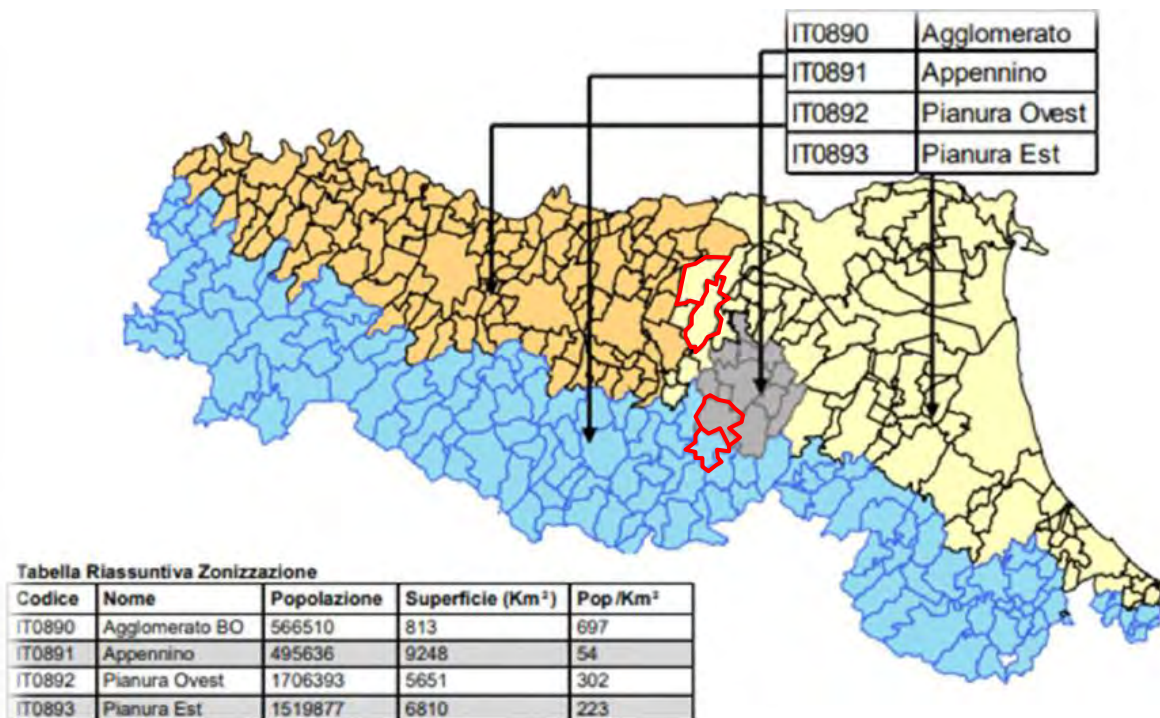 IT0890 Agglomerato
IT0891 Appennino
IT0892 Pianura Ovest
IT0893 Pianura Est
Tabella Riassuntiva Zonizzazione
Codice Nome Popolazione Superficie (Km²) Pop/Km²
IT0890 Agglomerato BO 566510 813 697
IT0891 Appennino 495636 9248 54
IT0892 Pianura Ovest 1706393 5651 302
IT0893 Pianura Est 1519877 6810 223